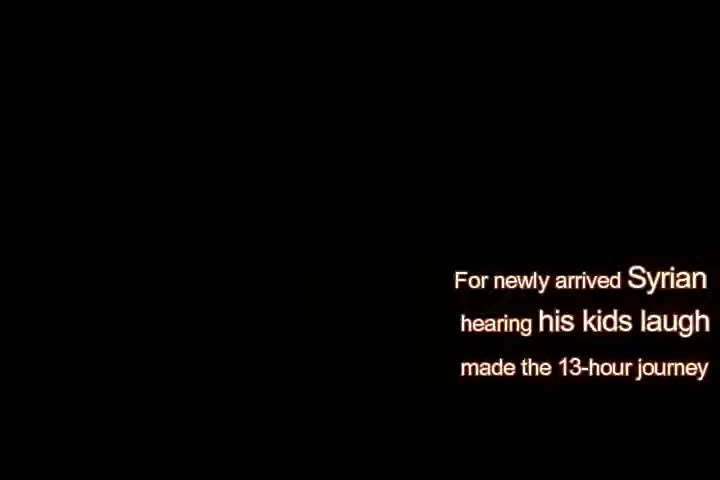 For newly arrived Syrian
hearing his kids laugh
made the 13-hour journey